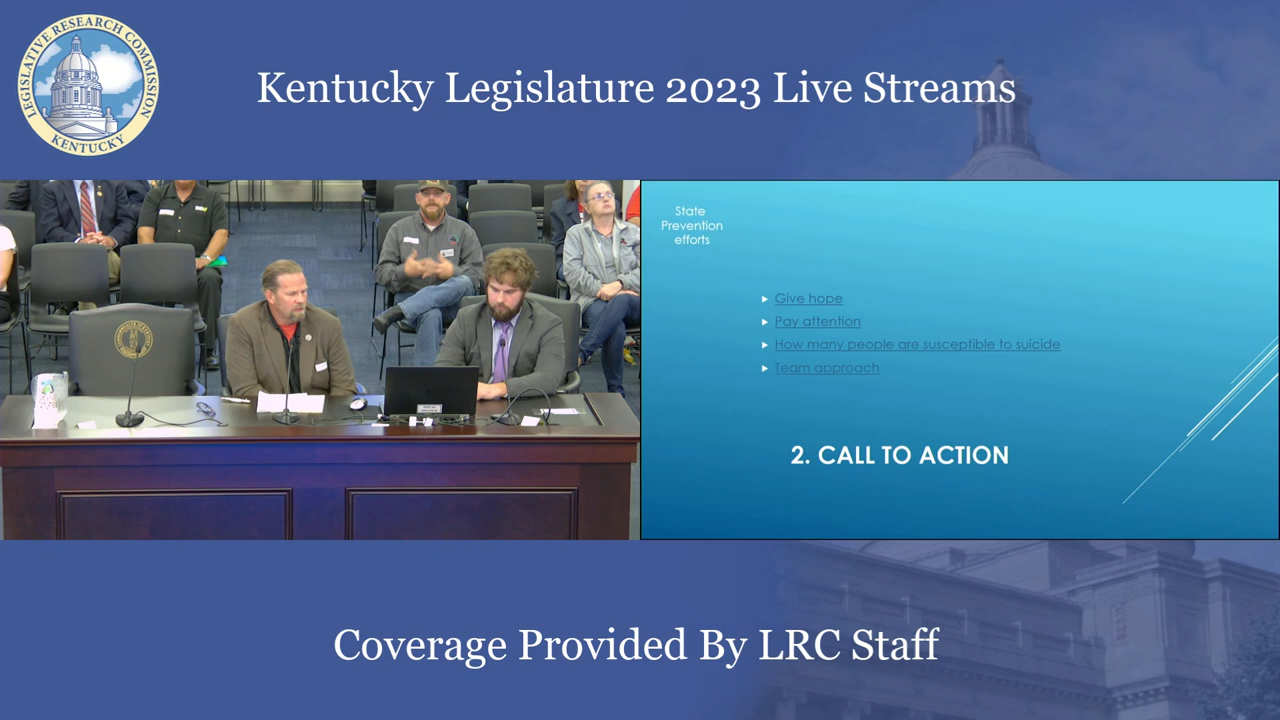 LEGISLATIVE RESEARCH COMMISSION
KENTUCKY
Kentucky Legislature 2023 Live Streams
State
Prevention
efforts
Give hope
Pay attention
How many people are susceptible to suicide
Team approach
2. CALL TO ACTION
Coverage Provided By LRC Staff